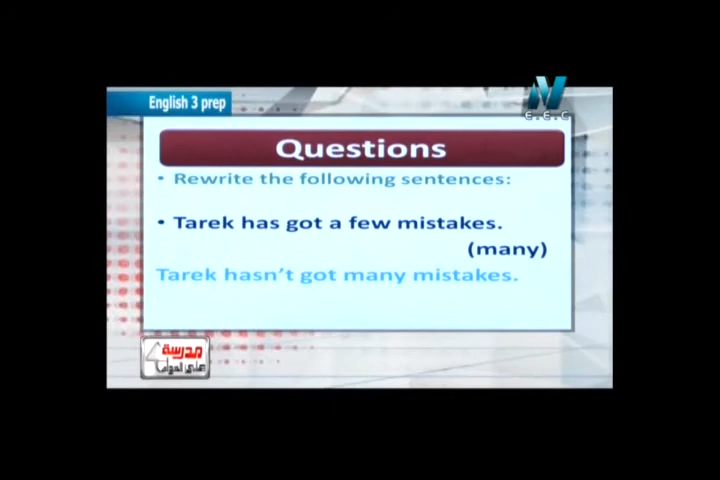 English 3 prep
N
E.E.C
Questions
• Rewrite the following sentences:
• Tarek has got a few mistakes.
(many)
Tarek hasn't got many mistakes.
مدرسة
على الهواء